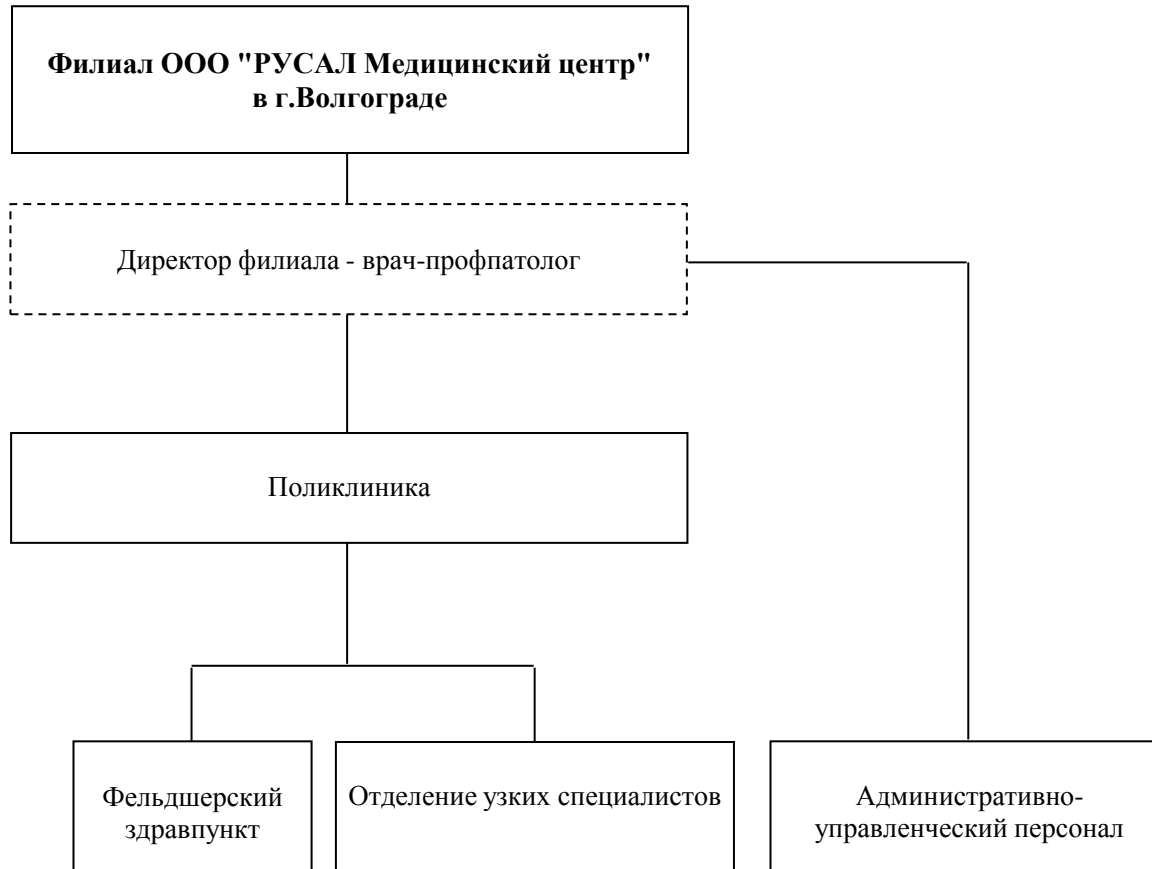 Филиал ООО "РУСАЛ Медицинский центр"
в г.Волгограде
Директор филиала - врач-профпатолог
Поликлиника
Фельдшерский
здравпункт
Отделение узких специалистов
Административно-
управленческий персонал